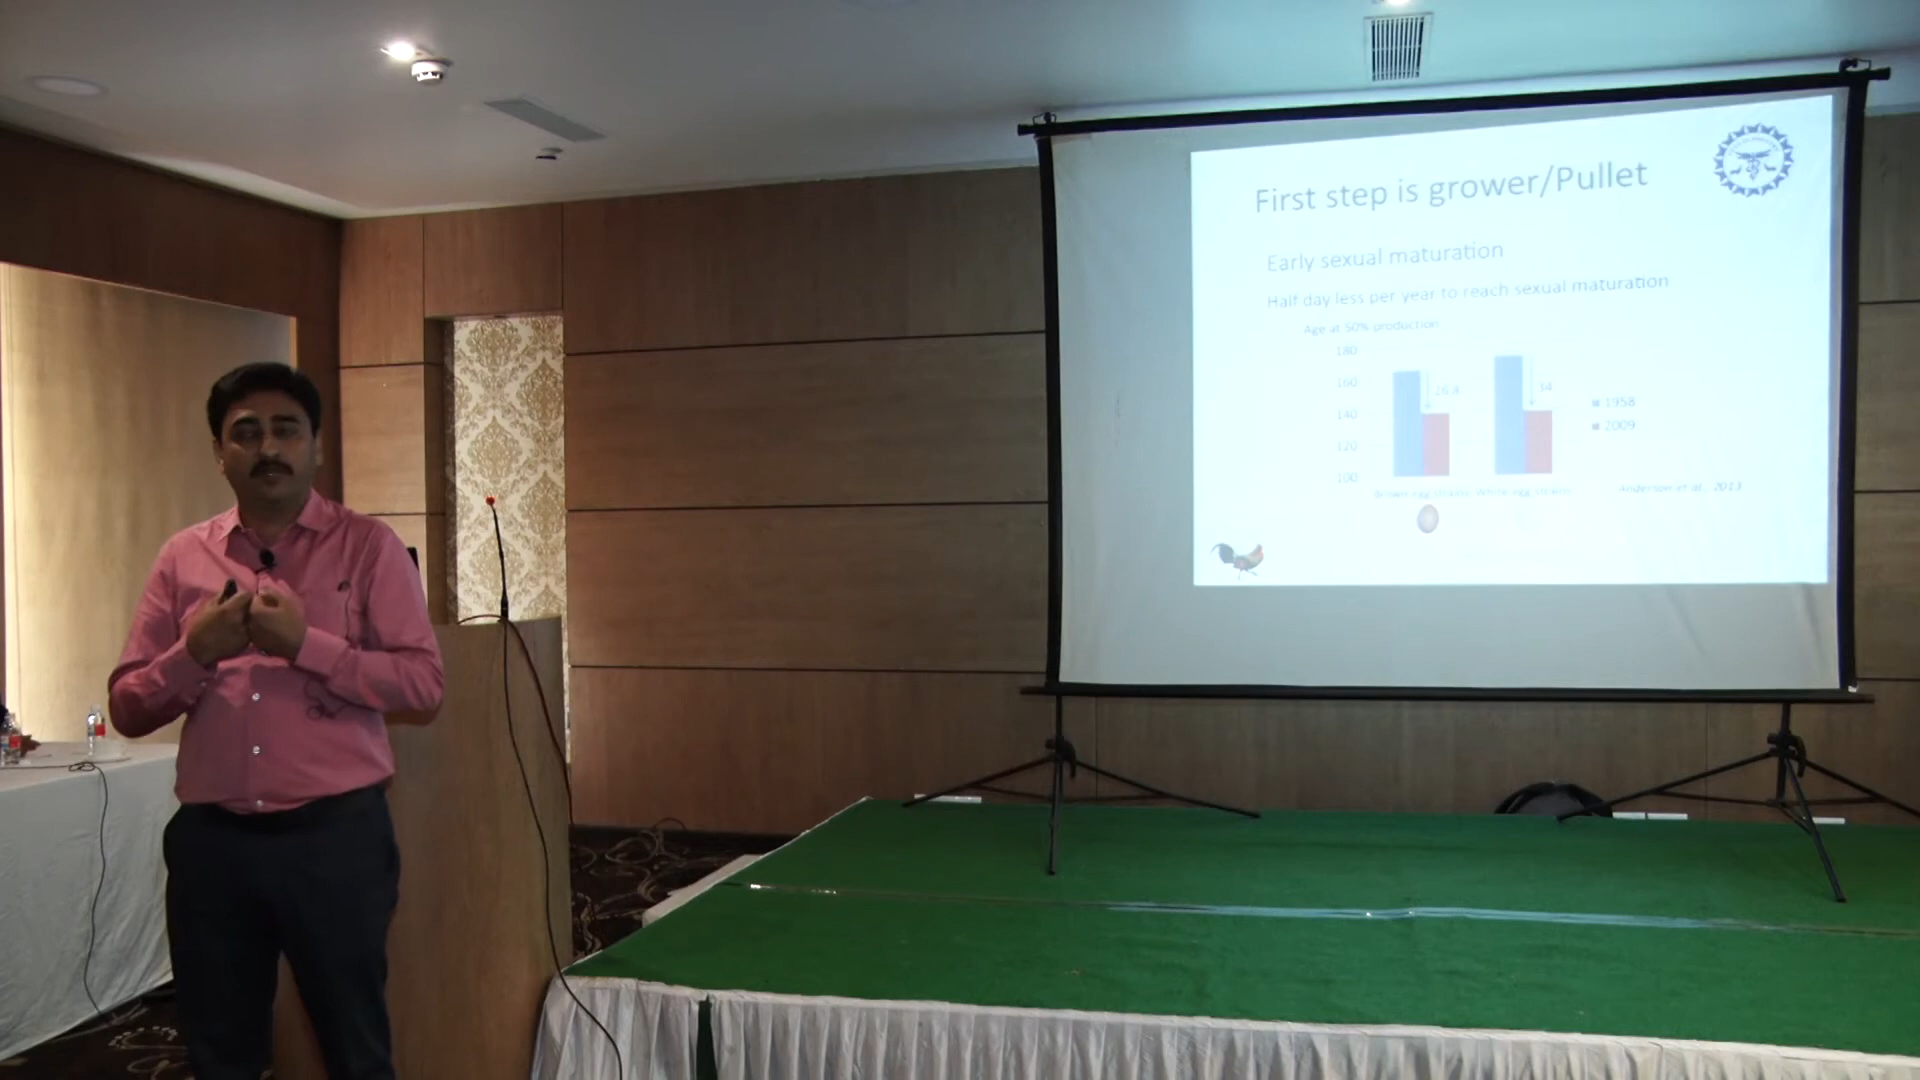 First step is grower/Pullet
Early sexual maturation
Half day less per year to reach sexual maturation
Age at 50% production
180
160
140
120
100
26.8
34
1958
2009
Brown egg strains White egg strains
Anderson et al., 2013